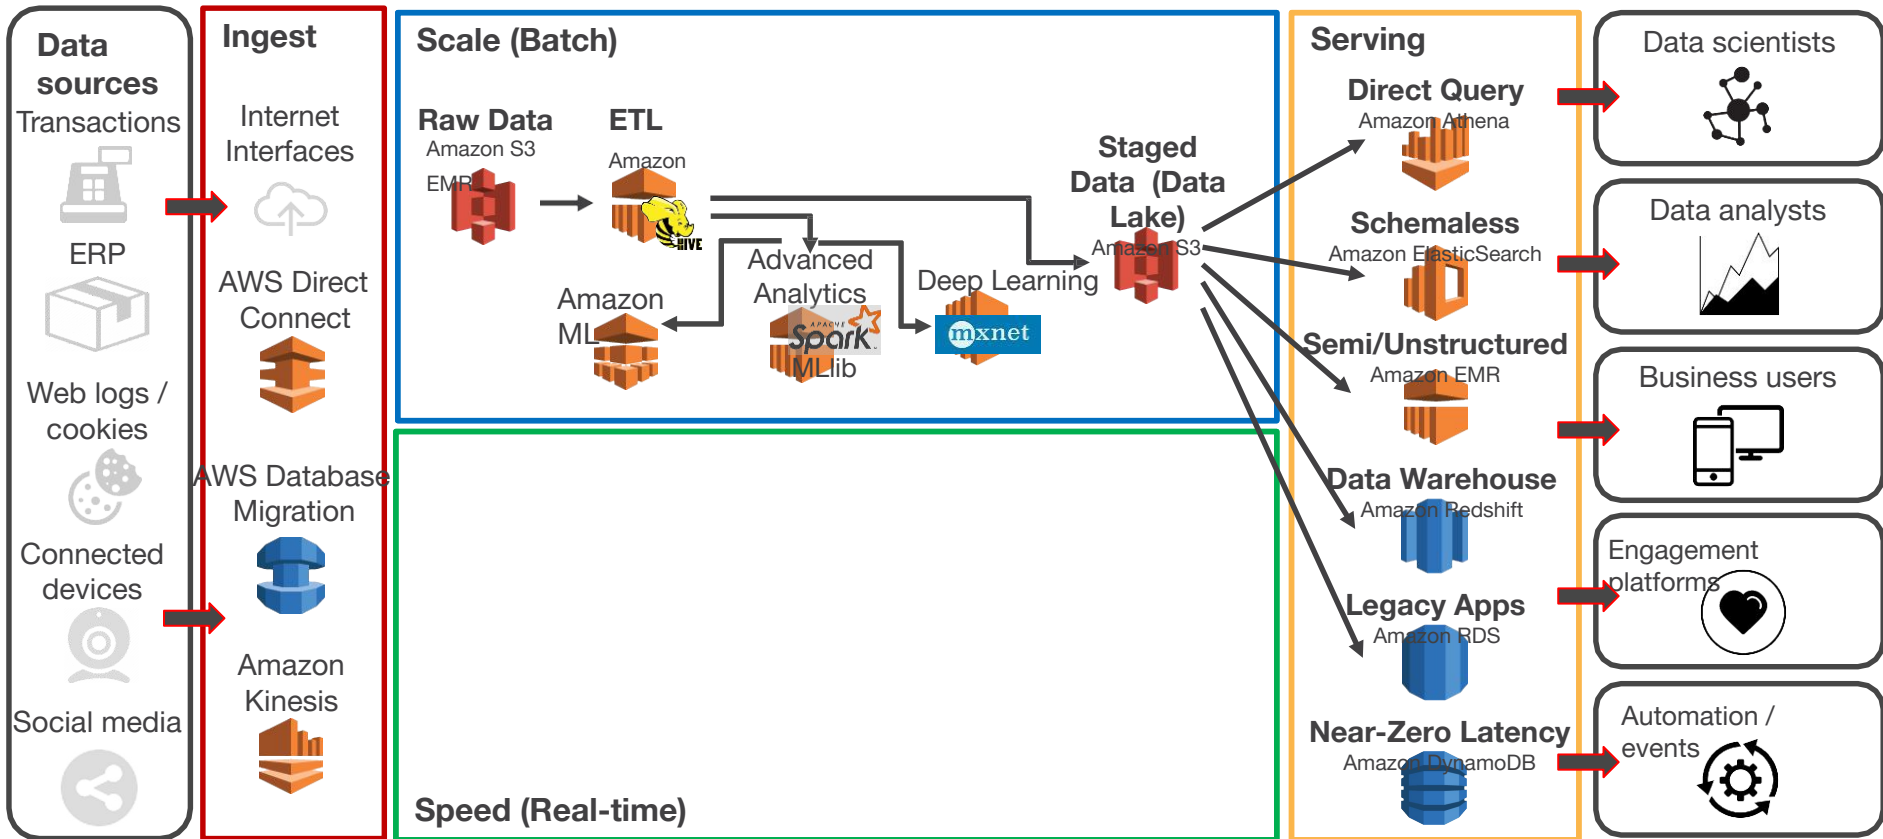 Data
sources
Transactions
ERP
Web logs /
cookies
Connected
devices
Social media
Ingest
Internet
Interfaces
AWS Direct
Connect
AWS Database
Migration
Amazon
Kinesis
Scale (Batch)
Raw Data
Amazon S3
ETL
Amazon
EMR
HIVE
Amazon
ML
Advanced
Analytics
APACHE
Spark
MLlib
Deep Learning
mxnet
Staged
Data (Data
Lake)
Amazon S3
Speed (Real-time)
Serving
Direct Query
Amazon Athena
Schemaless
Amazon ElasticSearch
Semi/Unstructured
Amazon EMR
Data Warehouse
Amazon Redshift
Legacy Apps
Amazon RDS
Near-Zero Latency
Amazon DynamoDB
Data scientists
Data analysts
Business users
Engagement
platforms
Automation /
events